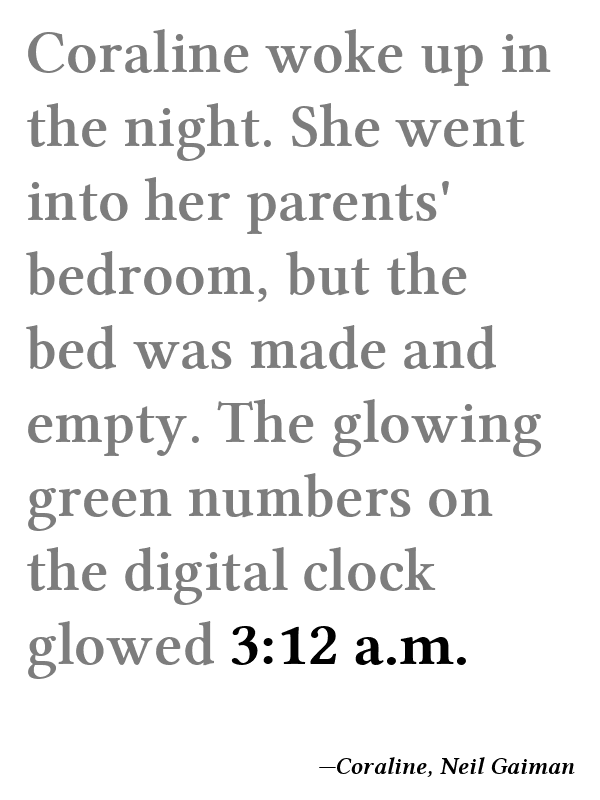 Coraline woke up in
the night. She went
into her parents'
bedroom, but the
bed was made and
empty. The glowing
green numbers on
the digital clock
glowed 3:12 a.m.
—Coraline, Neil Gaiman